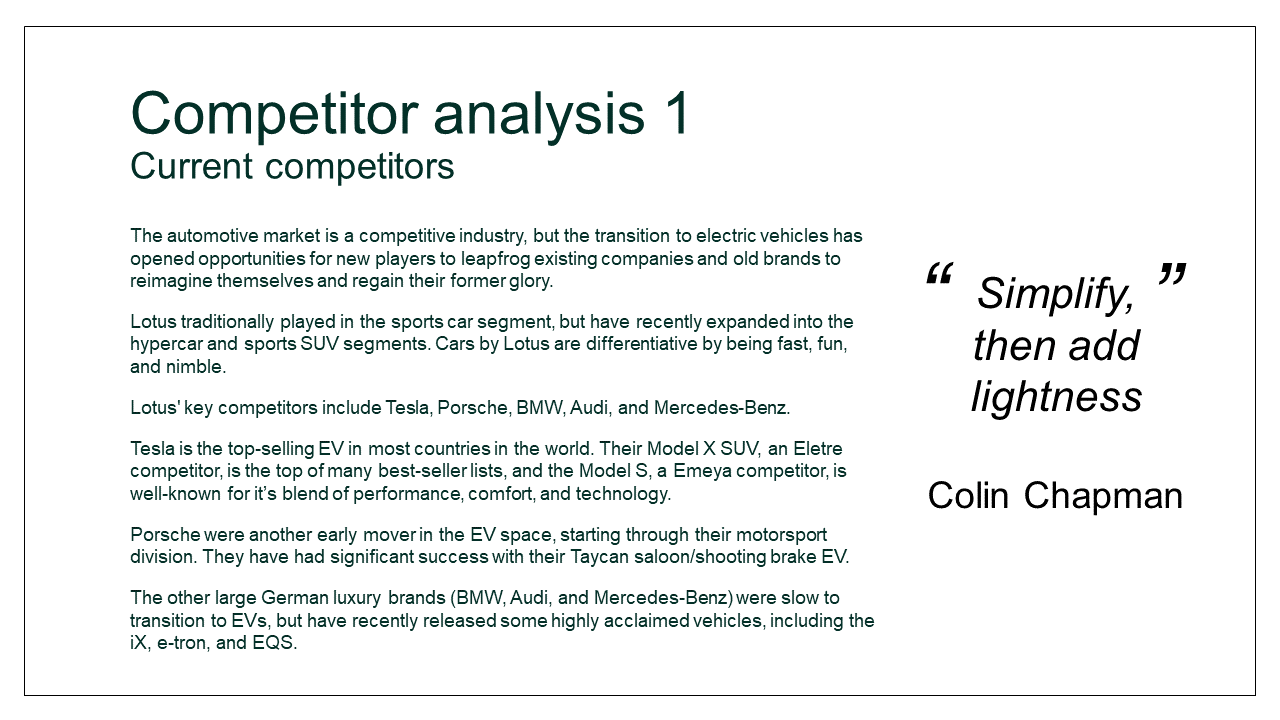 Competitor analysis 1
Current competitors
The automotive market is a competitive industry, but the transition to electric vehicles has
opened opportunities for new players to leapfrog existing companies and old brands to
reimagine themselves and regain their former glory.
Lotus traditionally played in the sports car segment, but have recently expanded into the
hypercar and sports SUV segments. Cars by Lotus are differentiative by being fast, fun,
and nimble.
Lotus' key competitors include Tesla, Porsche, BMW, Audi, and Mercedes-Benz.
Tesla is the top-selling EV in most countries in the world. Their Model X SUV, an Eletre
competitor, is the top of many best-seller lists, and the Model S, a Emeya competitor, is
well-known for it’s blend of performance, comfort, and technology.
Porsche were another early mover in the EV space, starting through their motorsport
division. They have had significant success with their Taycan saloon/shooting brake EV.
The other large German luxury brands (BMW, Audi, and Mercedes-Benz) were slow to
transition to EVs, but have recently released some highly acclaimed vehicles, including the
iX, e-tron, and EQS.
“ Simplify, ”
then add
lightness
Colin Chapman